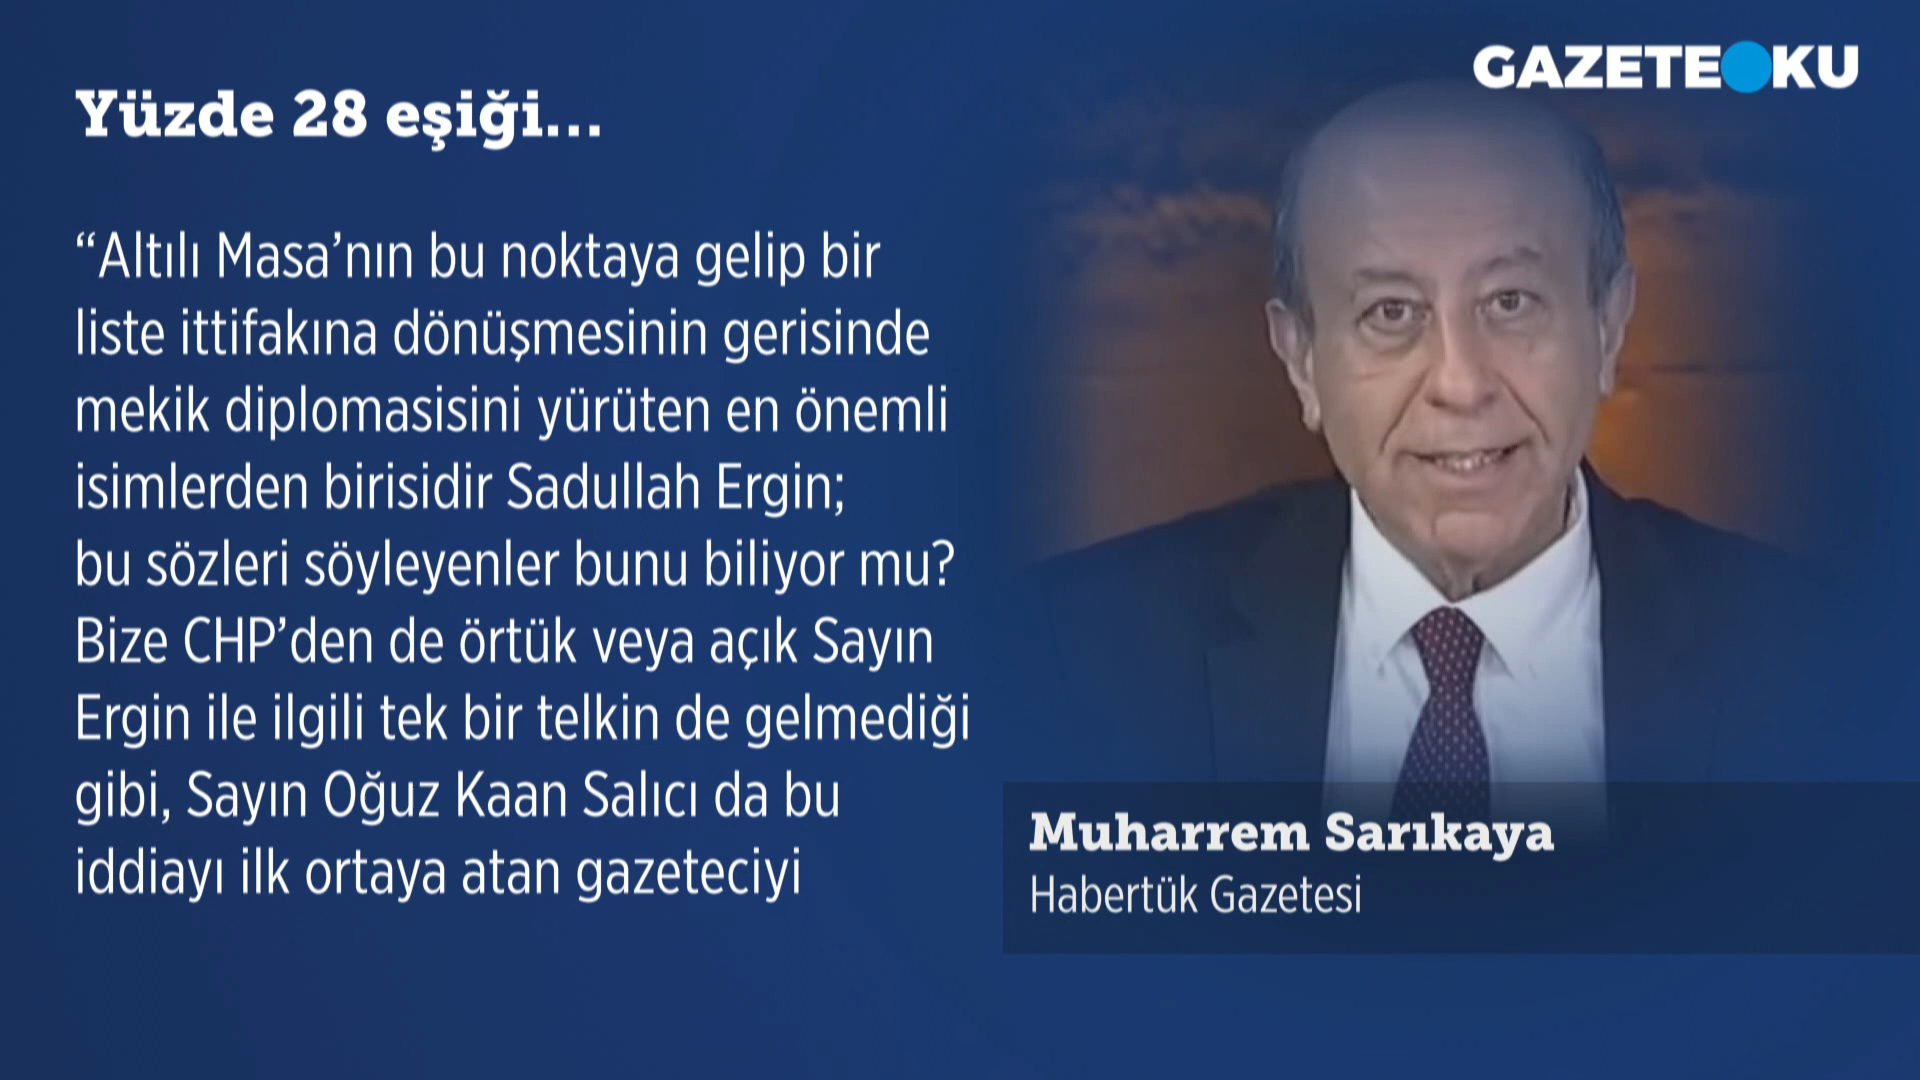 GAZETE KU
Yüzde 28 eşiği...
“Altılı Masa’nın bu noktaya gelip bir
liste ittifakına dönüşmesinin gerisinde
mekik diplomasisini yürüten en önemli
isimlerden birisidir Sadullah Ergin;
bu sözleri söyleyenler bunu biliyor mu?
Bize CHP’den de örtük veya açık Sayın
Ergin ile ilgili tek bir telkin de gelmediği
gibi, Sayın Oğuz Kaan Salıcı da bu
iddiayı ilk ortaya atan gazeteciyi
Muharrem Sarıkaya
Habertük Gazetesi